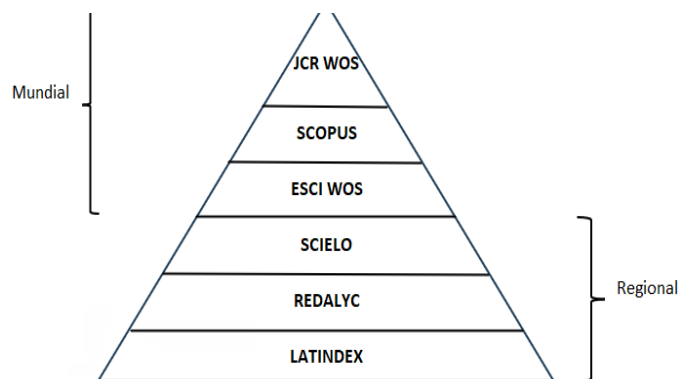 JCR WOS
Mundial
SCOPUS
ESCI WOS
SCIELO
Regional
REDALYC
LATINDEX